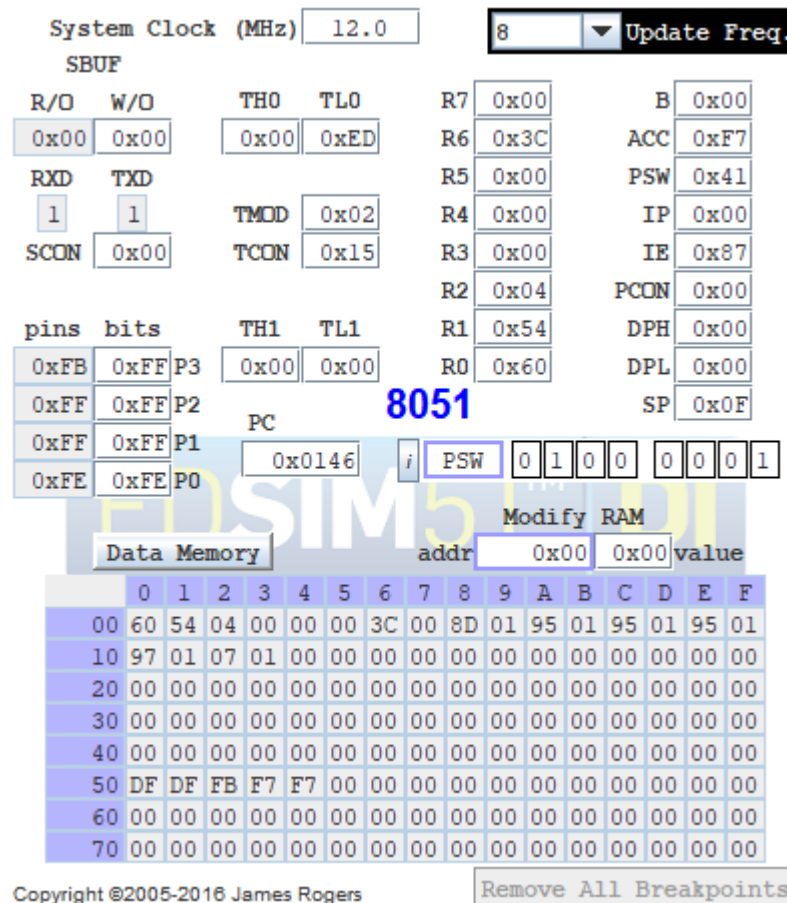 System Clock (MHz) 12.0 8 Update Freq.
SBUF
R/O W/O TH0 TL0 R7 0x00 B 0x00
0x00 0x00 0x00 0xED R6 0x3C ACC 0xF7
RXD TXD R5 0x00 PSW 0x41
1 1 TMOD 0x02 R4 0x00 IP 0x00
SCON 0x00 TCON 0x15 R3 0x00 IE 0x87
R2 0x04 PCON 0x00
pins bits TH1 TL1 R1 0x54 DPH 0x00
0xFB 0xFF P3 0x00 0x00 R0 0x60 DPL 0x00
0xFF 0xFF P2 8051 SP 0x0F
PC
0xFF 0xFF P1 0x0146 i PSW 0 1 0 0 0 0 0 1
0xFE 0xFE P0
EDSIM51 TM DI
Modify RAM
Data Memory addr 0x00 0x00 value
0 1 2 3 4 5 6 7 8 9 A B C D E F
00 60 54 04 00 00 00 3C 00 8D 01 95 01 95 01 95 01
10 97 01 07 01 00 00 00 00 00 00 00 00 00 00 00 00
20 00 00 00 00 00 00 00 00 00 00 00 00 00 00 00 00
30 00 00 00 00 00 00 00 00 00 00 00 00 00 00 00 00
40 00 00 00 00 00 00 00 00 00 00 00 00 00 00 00 00
50 DF DF FB F7 F7 00 00 00 00 00 00 00 00 00 00 00
60 00 00 00 00 00 00 00 00 00 00 00 00 00 00 00 00
70 00 00 00 00 00 00 00 00 00 00 00 00 00 00 00 00
Copyright ©2005-2016 James Rogers Remove All Breakpoints